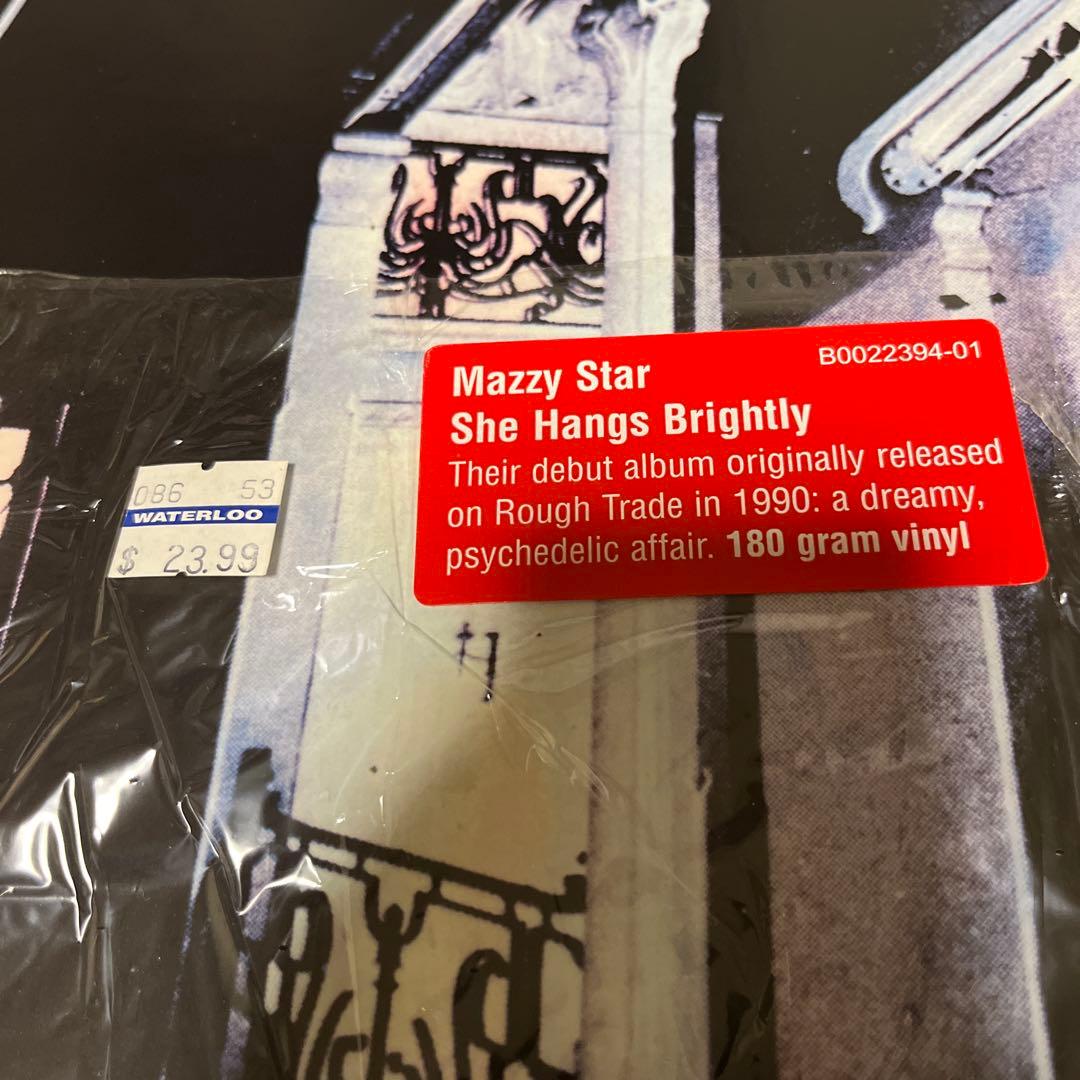 Mazzy Star
B0022394-01
She Hangs Brightly
Their debut album originally released
on Rough Trade in 1990: a dreamy,
psychedelic affair. 180 gram vinyl
086 53
WATERLOO
$ 23.99